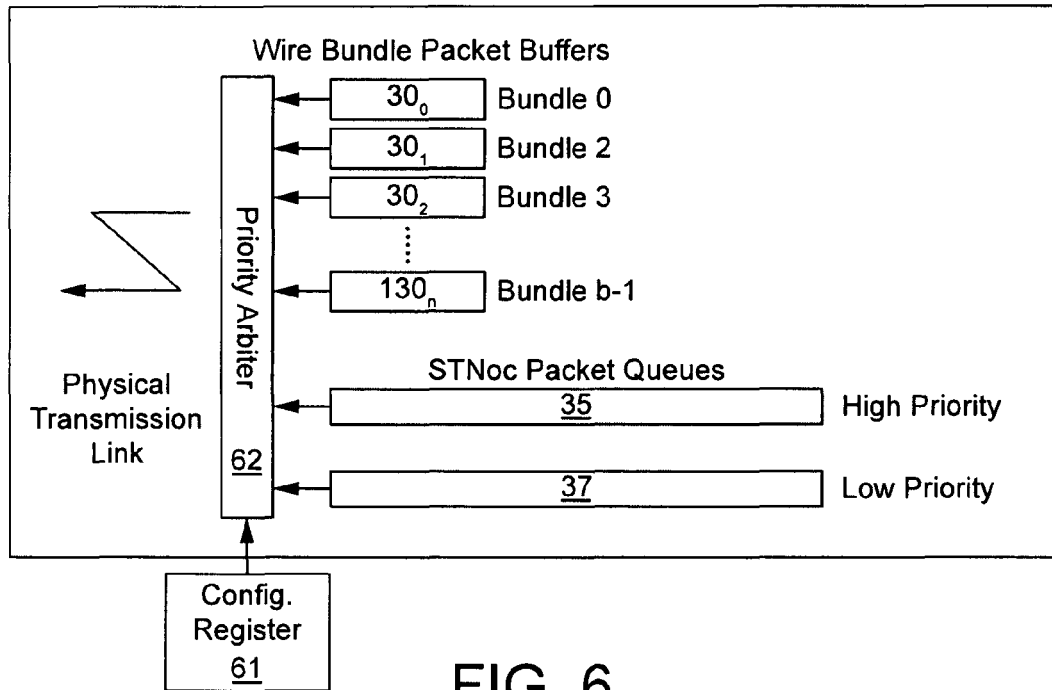 Wire Bundle Packet Buffers
30₀ Bundle 0
30₁ Bundle 2
30₂ Bundle 3
......
130ₙ Bundle b-1
Priority Arbiter
62
Physical
Transmission
Link
STNoc Packet Queues
35 High Priority
37 Low Priority
Config.
Register
61
FIG. 6